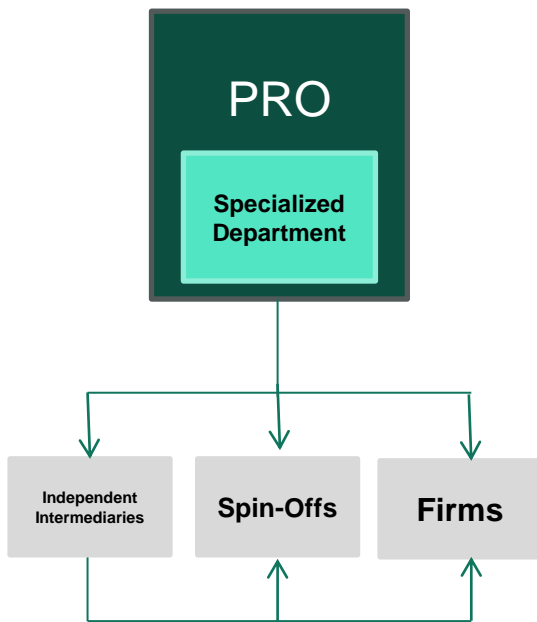 PRO
Specialized
Department
Independent
Intermediaries
Spin-Offs
Firms